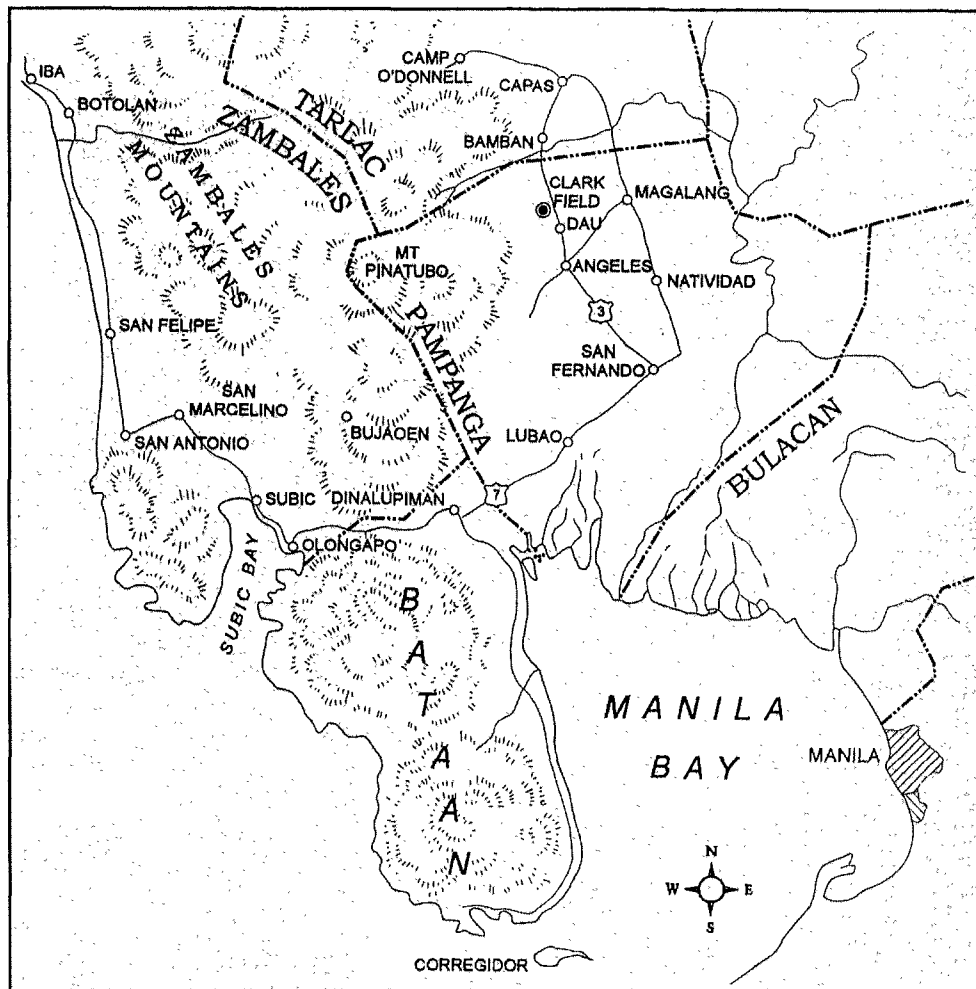 IBA
BOTOLAN
CAMP
O'DONNELL
CAPAS
TARLAC
ZAMBALES
BAMBAN
ZAMBALES
MOUNTAINS
CLARK
FIELD
MAGALANG
DAU
MT
PINATUBO
ANGELES
NATIVIDAD
PAMPANGA
3
SAN FELIPE
SAN
FERNANDO
SAN
MARCELINO
SAN ANTONIO
BUJAOEN
LUBAO
BULACAN
SUBIC
DINALUPIMAN
7
OLONGAPO
SUBIC BAY
BATAAN
MANILA
BAY
MANILA
N
W
E
S
CORREGIDOR